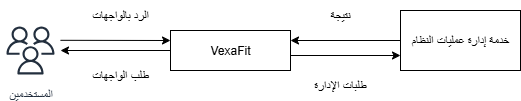 الرد بالواجهات
نتيجة
خدمة إدارة عمليات النظام
VexaFit
طلب الواجهات
طلبات الإدارة
المستخدمين